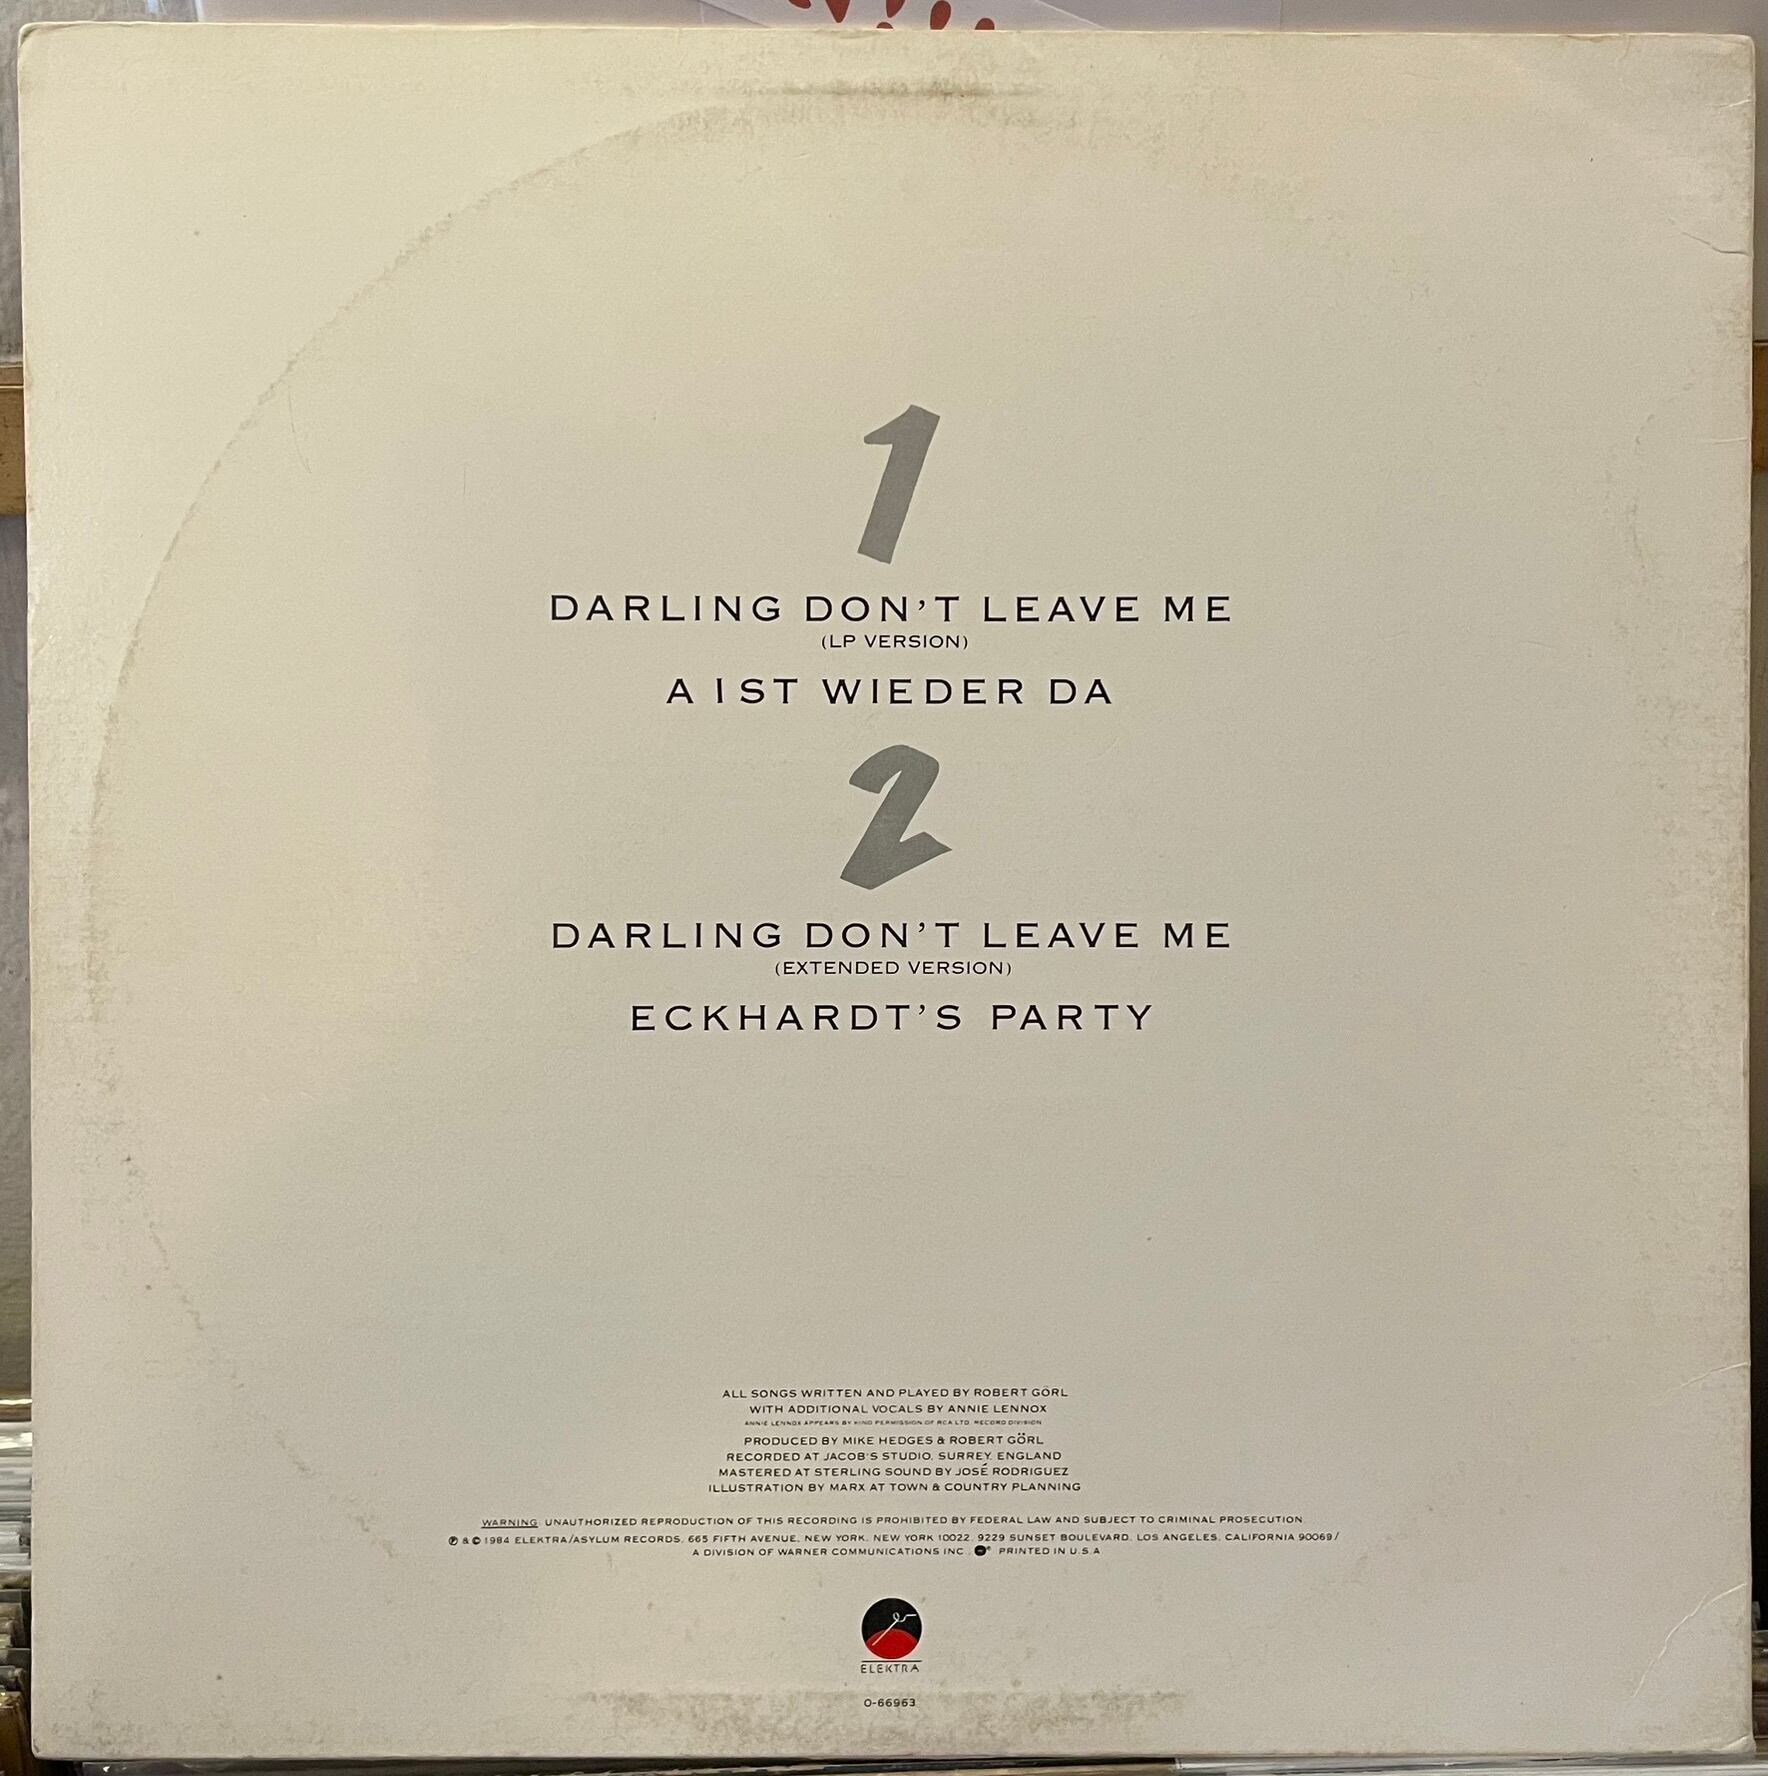 1
DARLING DON'T LEAVE ME
(LP VERSION)
A IST WIEDER DA
2
DARLING DON'T LEAVE ME
(EXTENDED VERSION)
ECKHARDT'S PARTY
ALL SONGS WRITTEN AND PLAYED BY ROBERT GÖRL
WITH ADDITIONAL VOCALS BY ANNIE LENNOX
ANNIE LENNOX APPEARS BY KIND PERMISSION OF RCA LTD. RECORD DIVISION
PRODUCED BY MIKE HEDGES & ROBERT GÖRL
RECORDED AT JACOB'S STUDIO, SURREY, ENGLAND
MASTERED AT STERLING SOUND BY JOSÉ RODRIGUEZ
ILLUSTRATION BY MARX AT TOWN & COUNTRY PLANNING
WARNING: UNAUTHORIZED REPRODUCTION OF THIS RECORDING IS PROHIBITED BY FEDERAL LAW AND SUBJECT TO CRIMINAL PROSECUTION.
℗ & © 1984 ELEKTRA/ASYLUM RECORDS, 665 FIFTH AVENUE, NEW YORK, NEW YORK 10022. 9229 SUNSET BOULEVARD, LOS ANGELES, CALIFORNIA 90069/
A DIVISION OF WARNER COMMUNICATIONS INC. ® PRINTED IN U.S.A.
ELEKTRA
0-66963